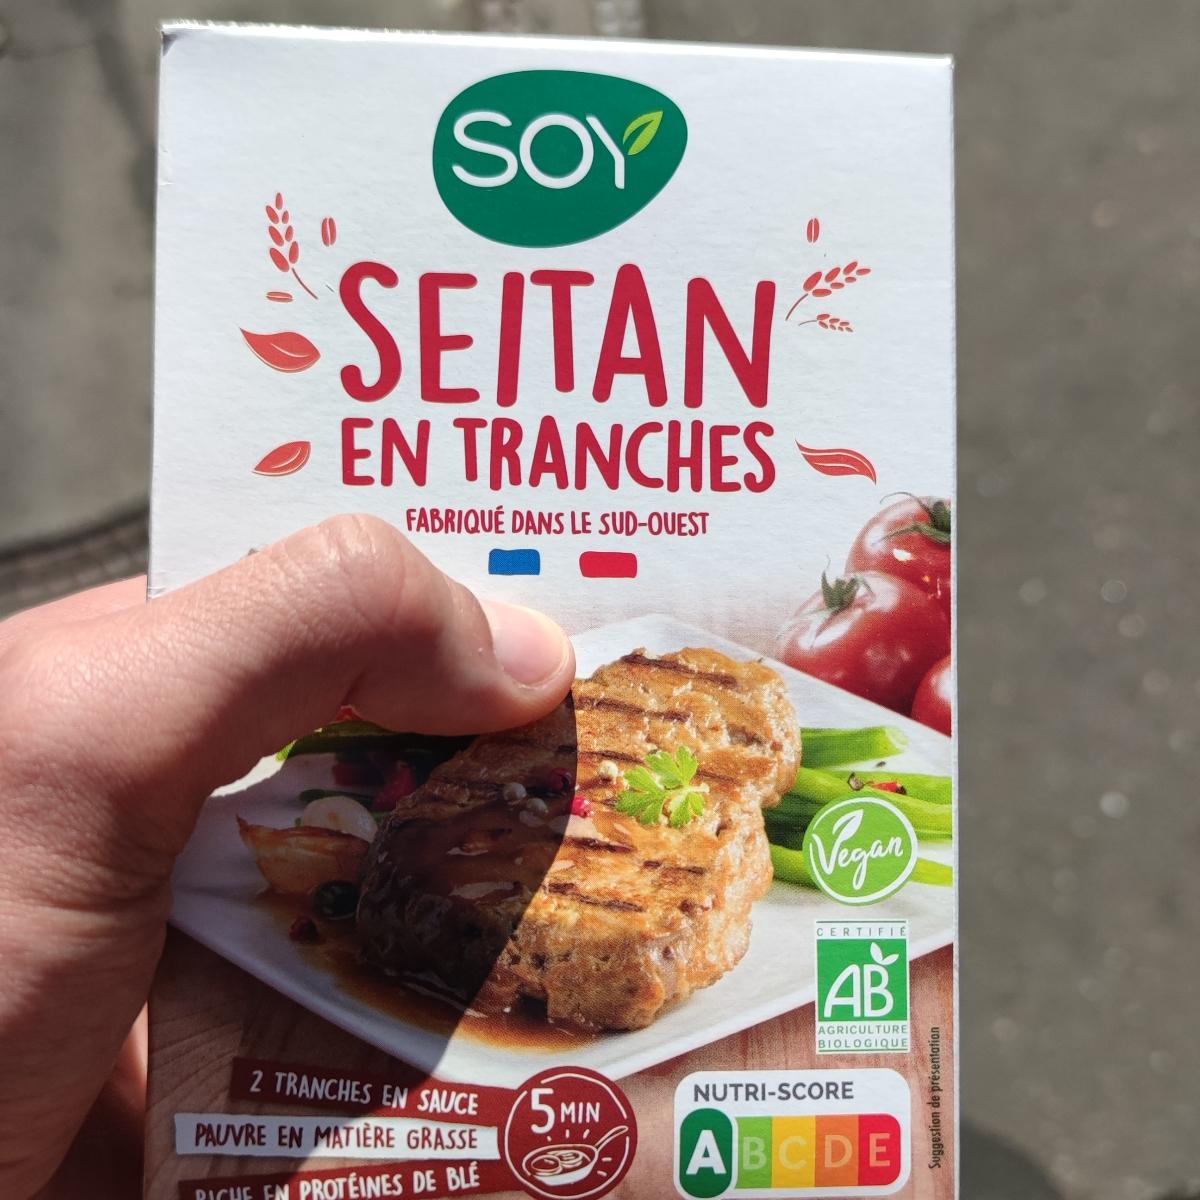 SOY
SEITAN
EN TRANCHES
FABRIQUÉ DANS LE SUD-OUEST
Vegan
CERTIFIÉ
AB
AGRICULTURE
BIOLOGIQUE
Suggestion de présentation
2 TRANCHES EN SAUCE
PAUVRE EN MATIÈRE GRASSE
RICHE EN PROTÉINES DE BLÉ
5 MIN
NUTRI-SCORE
A B C D E